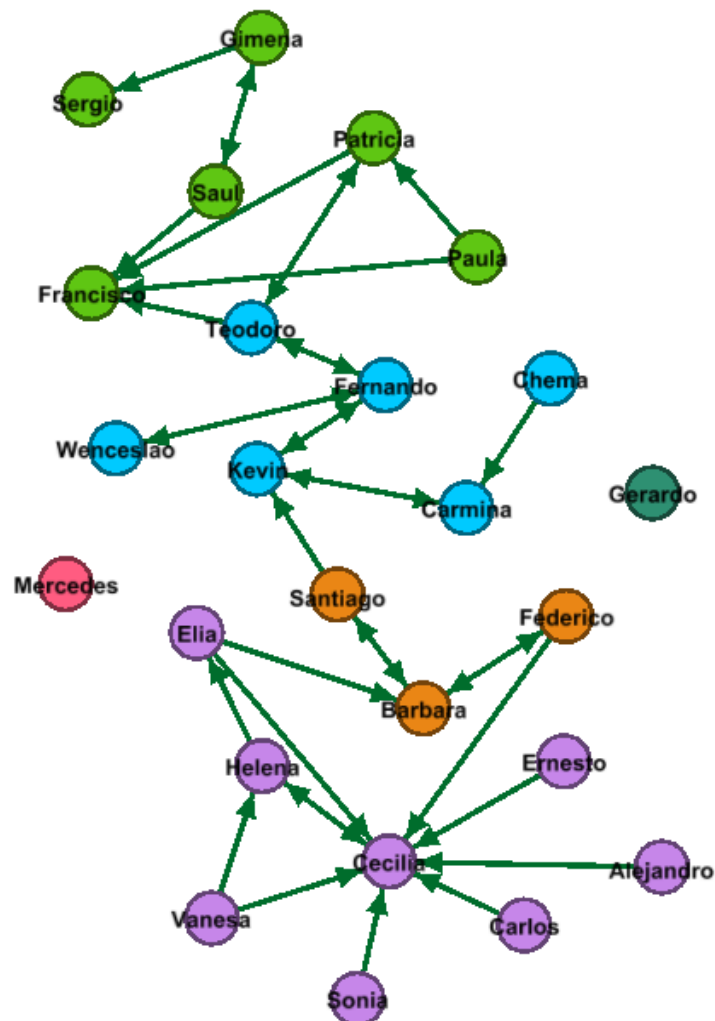 Gimena
Sergio
Patricia
Saul
Paula
Francisco
Teodoro
Chema
Fernando
Wenceslao
Kevin
Gerardo
Carmina
Mercedes
Santiago
Federico
Elia
Barbara
Ernesto
Helena
Cecilia
Alejandro
Vanesa
Carlos
Sonia